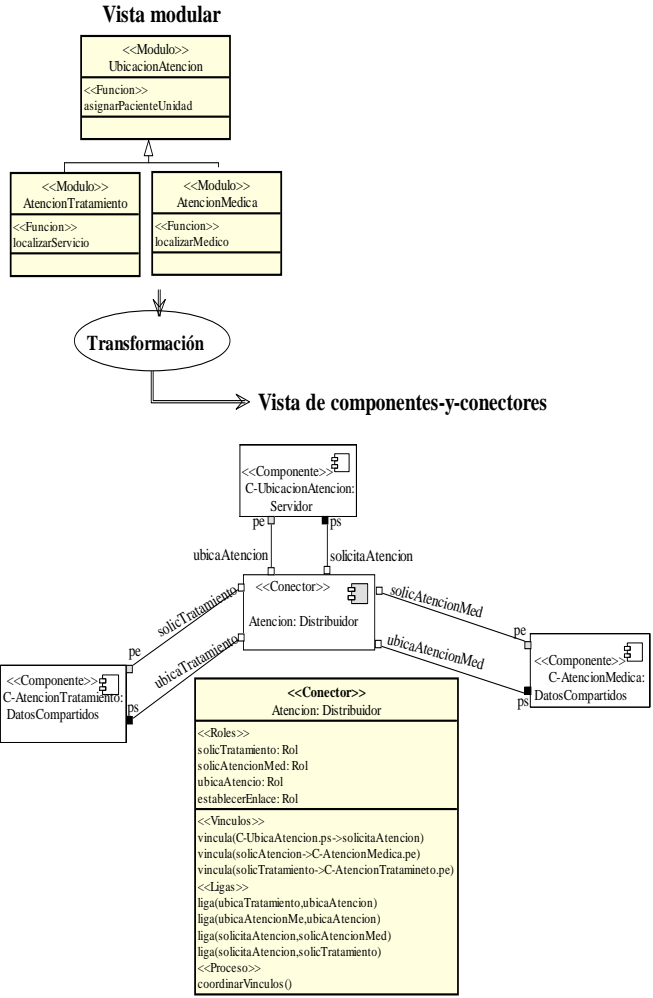 Vista modular
<<Modulo>>
UbicacionAtencion
<<Funcion>>
asignarPacienteUnidad
<<Modulo>>
AtencionTratamiento
<<Funcion>>
localizarServicio
<<Modulo>>
AtencionMedica
<<Funcion>>
localizarMedico
Transformación
Vista de componentes-y-conectores
<<Componente>>
C-UbicacionAtencion:
Servidor
pe
ps
ubicaAtencion
solicitaAtencion
<<Conector>>
Atencion: Distribuidor
solicTratamiento
ubicaTratamiento
solicAtencionMed
ubicaAtencionMed
pe
ps
<<Componente>>
C-AtencionTratamiento:
DatosCompartidos
pe
ps
<<Componente>>
C-AtencionMedica:
DatosCompartidos
<<Conector>>
Atencion: Distribuidor
<<Roles>>
solicTratamiento: Rol
solicAtencionMed: Rol
ubicaAtencio: Rol
establecerEnlace: Rol
<<Vinculos>>
vincula(C-UbicaAtencion.ps->solicitaAtencion)
vincula(solicAtencion->C-AtencionMedica.pe)
vincula(solicTratamiento->C-AtencionTratamineto.pe)
<<Ligas>>
liga(ubicaTratamiento,ubicaAtencion)
liga(ubicaAtencionMe,ubicaAtencion)
liga(solicitaAtencion,solicAtencionMed)
liga(solicitaAtencion,solicTratamiento)
<<Proceso>>
coordinarVinculos()